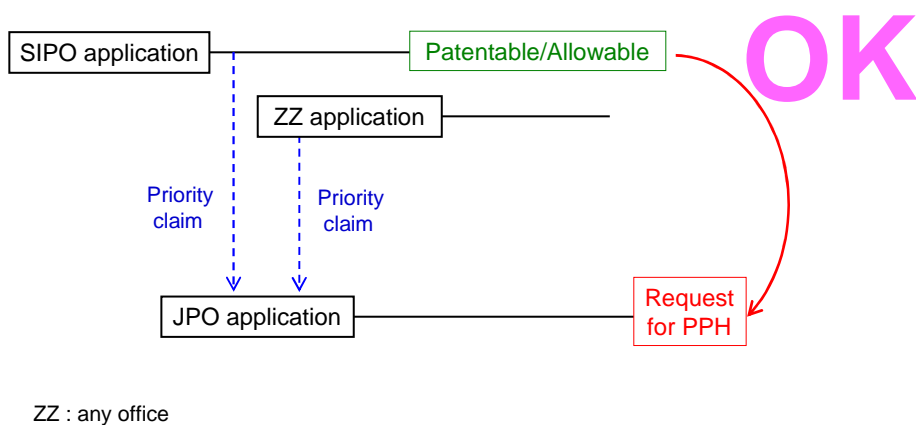 OK
SIPO application
Patentable/Allowable
ZZ application
Priority
claim
Priority
claim
JPO application
Request
for PPH
ZZ : any office